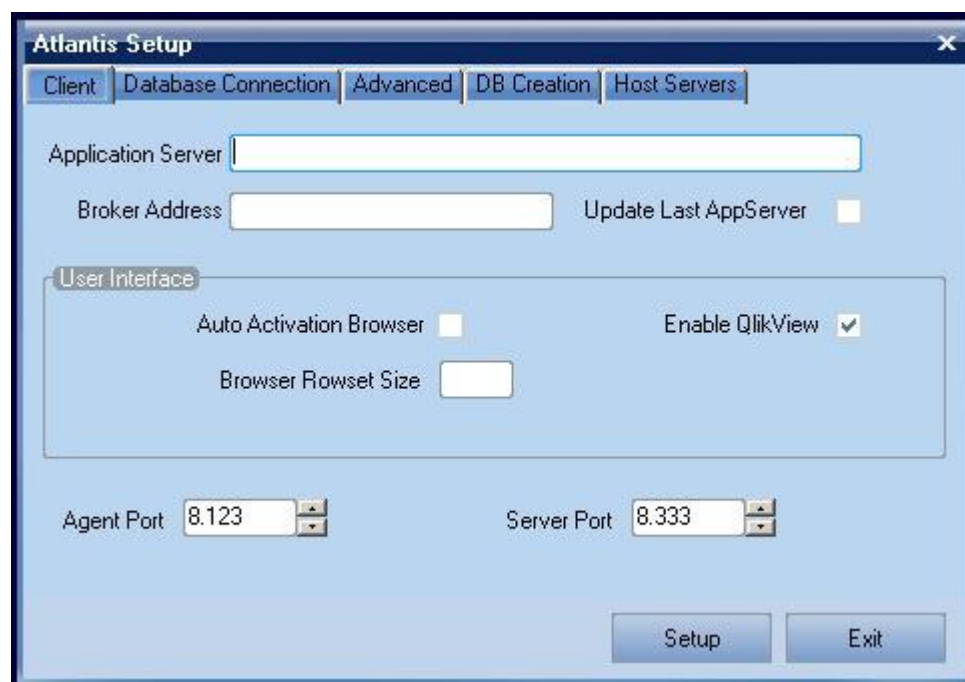 Atlantis Setup
Client Database Connection Advanced DB Creation Host Servers
Application Server
Broker Address Update Last AppServer
User Interface
Auto Activation Browser Enable QlikView
Browser Rowset Size
Agent Port 8.123 Server Port 8.333
Setup Exit